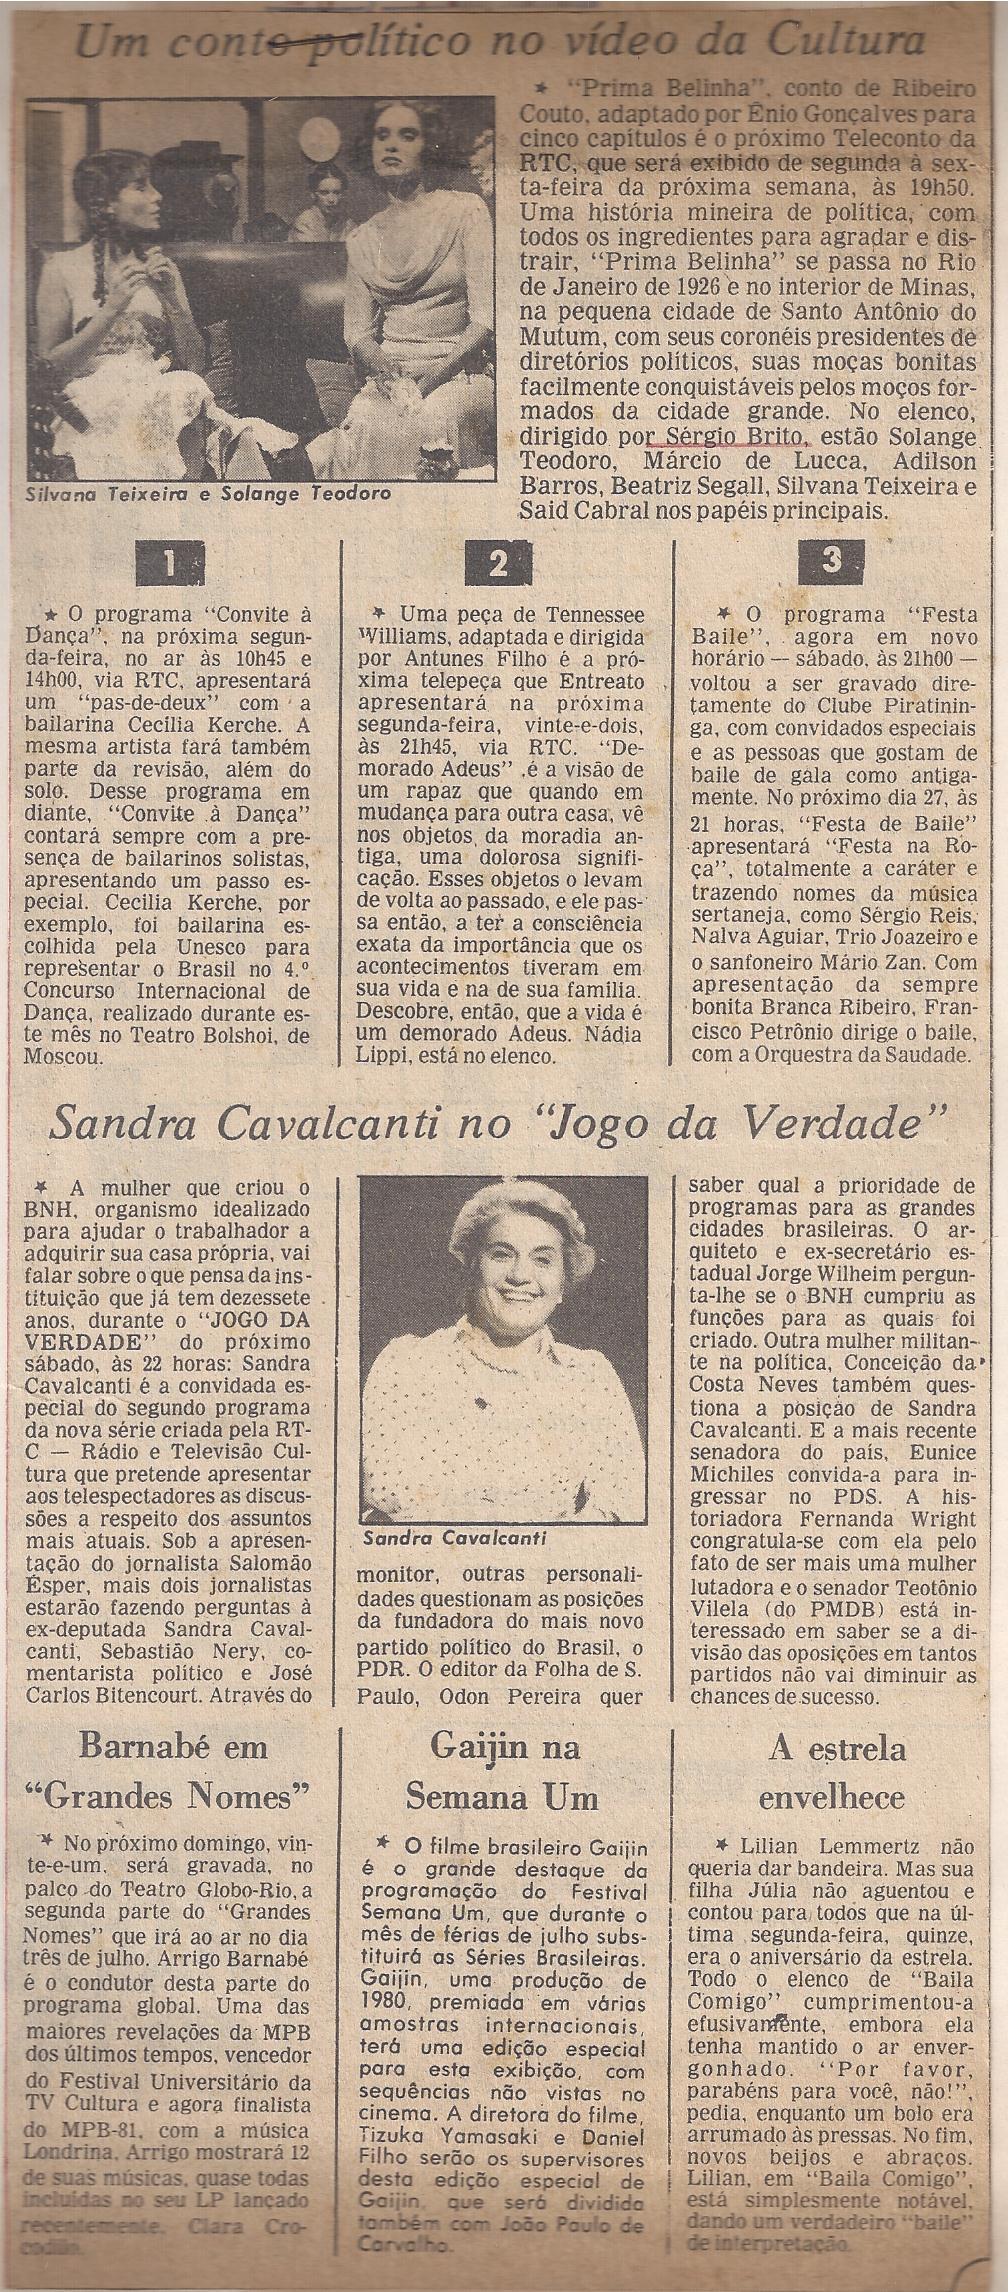 Um conto político no vídeo da Cultura
★ "Prima Belinha", conto de Ribeiro
Couto, adaptado por Ênio Gonçalves para
cinco capítulos é o próximo Teleconto da
RTC, que será exibido de segunda à sex-
ta-feira da próxima semana, às 19h50.
Uma história mineira de política, com
todos os ingredientes para agradar e dis-
trair, "Prima Belinha" se passa no Rio
de Janeiro de 1926 e no interior de Minas,
na pequena cidade de Santo Antônio do
Mutum, com seus coronéis presidentes de
diretórios políticos, suas moças bonitas
facilmente conquistáveis pelos moços for-
mados da cidade grande. No elenco,
dirigido por Sérgio Brito, estão Solange
Teodoro, Márcio de Lucca, Adilson
Barros, Beatriz Segall, Silvana Teixeira e
Said Cabral nos papéis principais.
Silvana Teixeira e Solange Teodoro
1
★ O programa "Convite à
Dança", na próxima segun-
da-feira, no ar às 10h45 e
14h00, via RTC, apresentará
um "pas-de-deux" com a
bailarina Cecília Kerche. A
mesma artista fará também
parte da revisão, além do
solo. Desse programa em
diante, "Convite à Dança"
contará sempre com a pre-
sença de bailarinos solistas,
apresentando um passo es-
pecial. Cecilia Kerche, por
exemplo, foi bailarina es-
colhida pela Unesco para
representar o Brasil no 4.º
Concurso Internacional de
Dança, realizado durante es-
te mês no Teatro Bolshoi, de
Moscou.
2
★ Uma peça de Tennessee
Williams, adaptada e dirigida
por Antunes Filho é a pró-
xima telepeça que Entreato
apresentará na próxima
segunda-feira, vinte-e-dois,
às 21h45, via RTC. "De-
morado Adeus" é a visão de
um rapaz que quando em
mudança para outra casa, vê
nos objetos da moradia an-
tiga, uma dolorosa signifi-
cação. Esses objetos o levam
de volta ao passado, e ele pas-
sa então, a ter a consciência
exata da importância que os
acontecimentos tiveram em
sua vida e na de sua família.
Descobre, então, que a vida é
um demorado Adeus. Nádia
Lippi, está no elenco.
3
★ O programa "Festa
Baile", agora em novo
horário — sábado, às 21h00 —
voltou a ser gravado dire-
tamente do Clube Piratinin-
ga, com convidados especiais
e as pessoas que gostam de
baile de gala como antiga-
mente. No próximo dia 27, às
21 horas, "Festa de Baile"
apresentará "Festa na Ro-
ça", totalmente a caráter e
trazendo nomes da música
sertaneja, como Sérgio Reis,
Nalva Aguiar, Trio Joazeiro e
o sanfoneiro Mário Zan. Com
apresentação da sempre
bonita Branca Ribeiro, Fran-
cisco Petrônio dirige o baile,
com a Orquestra da Saudade.
Sandra Cavalcanti no "Jogo da Verdade"
★ A mulher que criou o
BNH, organismo idealizado
para ajudar o trabalhador a
adquirir sua casa própria, vai
falar sobre o que pensa da ins-
tituição que já tem dezessete
anos, durante o "JOGO DA
VERDADE" do próximo
sábado, às 22 horas: Sandra
Cavalcanti é a convidada es-
pecial do segundo programa
da nova série criada pela RT-
C — Rádio e Televisão Cul-
tura que pretende apresentar
aos telespectadores as discus-
sões a respeito dos assuntos
mais atuais. Sob a apresen-
tação do jornalista Salomão
Ésper, mais dois jornalistas
estarão fazendo perguntas à
ex-deputada Sandra Caval-
canti, Sebastião Nery, co-
mentarista político e José
Carlos Bitencourt. Através do
Sandra Cavalcanti
monitor, outras personali-
dades questionam as posições
da fundadora do mais novo
partido político do Brasil, o
PDR. O editor da Folha de S.
Paulo, Odon Pereira quer
saber qual a prioridade de
programas para as grandes
cidades brasileiras. O ar-
quiteto e ex-secretário es-
tadual Jorge Wilheim pergun-
ta-lhe se o BNH cumpriu as
funções para as quais foi
criado. Outra mulher militan-
te na política, Conceição da
Costa Neves também ques-
tiona a posição de Sandra
Cavalcanti. E a mais recente
senadora do país, Eunice
Michiles convida-a para in-
gressar no PDS. A his-
toriadora Fernanda Wright
congratula-se com ela pelo
fato de ser mais uma mulher
lutadora e o senador Teotônio
Vilela (do PMDB) está in-
teressado em saber se a di-
visão das oposições em tantos
partidos não vai diminuir as
chances de sucesso.
Barnabé em
"Grandes Nomes"
★ No próximo domingo, vin-
te-e-um, será gravada, no
palco do Teatro Globo-Rio, a
segunda parte do "Grandes
Nomes" que irá ao ar no dia
três de julho. Arrigo Barnabé
é o condutor desta parte do
programa global. Uma das
maiores revelações da MPB
dos últimos tempos, vencedor
do Festival Universitário da
TV Cultura e agora finalista
do MPB-81, com a música
Londrina, Arrigo mostrará 12
de suas músicas, quase todas
incluídas no seu LP lançado
recentemente, Clara Cro-
codilo.
Gaijin na
Semana Um
★ O filme brasileiro Gaijin
é o grande destaque da
programação do Festival
Semana Um, que durante o
mês de férias de julho subs-
tituirá as Séries Brasileiras.
Gaijin, uma produção de
1980, premiada em várias
amostras internacionais,
terá uma edição especial
para esta exibição, com
sequências não vistas no
cinema. A diretora do filme,
Tizuka Yamasaki e Daniel
Filho serão os supervisores
desta edição especial de
Gaijin, que será dividida
também com João Paulo de
Carvalho.
A estrela
envelhece
★ Lilian Lemmertz não
queria dar bandeira. Mas sua
filha Júlia não aguentou e
contou para todos que na úl-
tima segunda-feira, quinze,
era o aniversário da estrela.
Todo o elenco de "Baila
Comigo" cumprimentou-a
efusivamente, embora ela
tenha mantido o ar enver-
gonhado. "Por favor,
parabéns para você, não!",
pedia, enquanto um bolo era
arrumado às pressas. No fim,
novos beijos e abraços.
Lilian, em "Baila Comigo",
está simplesmente notável,
dando um verdadeiro "baile"
de interpretação.